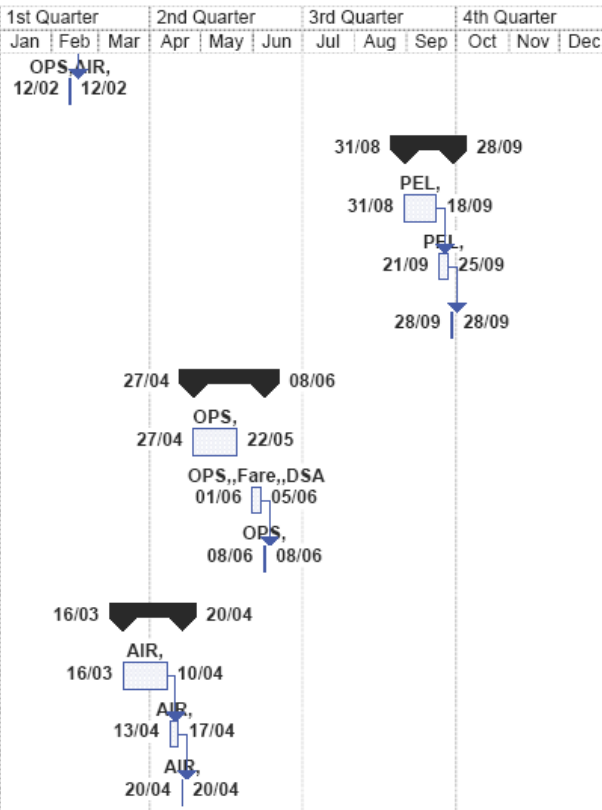 1st Quarter 2nd Quarter 3rd Quarter 4th Quarter
Jan Feb Mar Apr May Jun Jul Aug Sep Oct Nov Dec
OPS,AIR,
12/02 12/02
31/08 28/09
PEL,
31/08 18/09
PEL,
21/09 25/09
28/09 28/09
27/04 08/06
OPS,
27/04 22/05
OPS,,Fare,,DSA
01/06 05/06
OPS,
08/06 08/06
16/03 20/04
AIR,
16/03 10/04
AIR,
13/04 17/04
AIR,
20/04 20/04